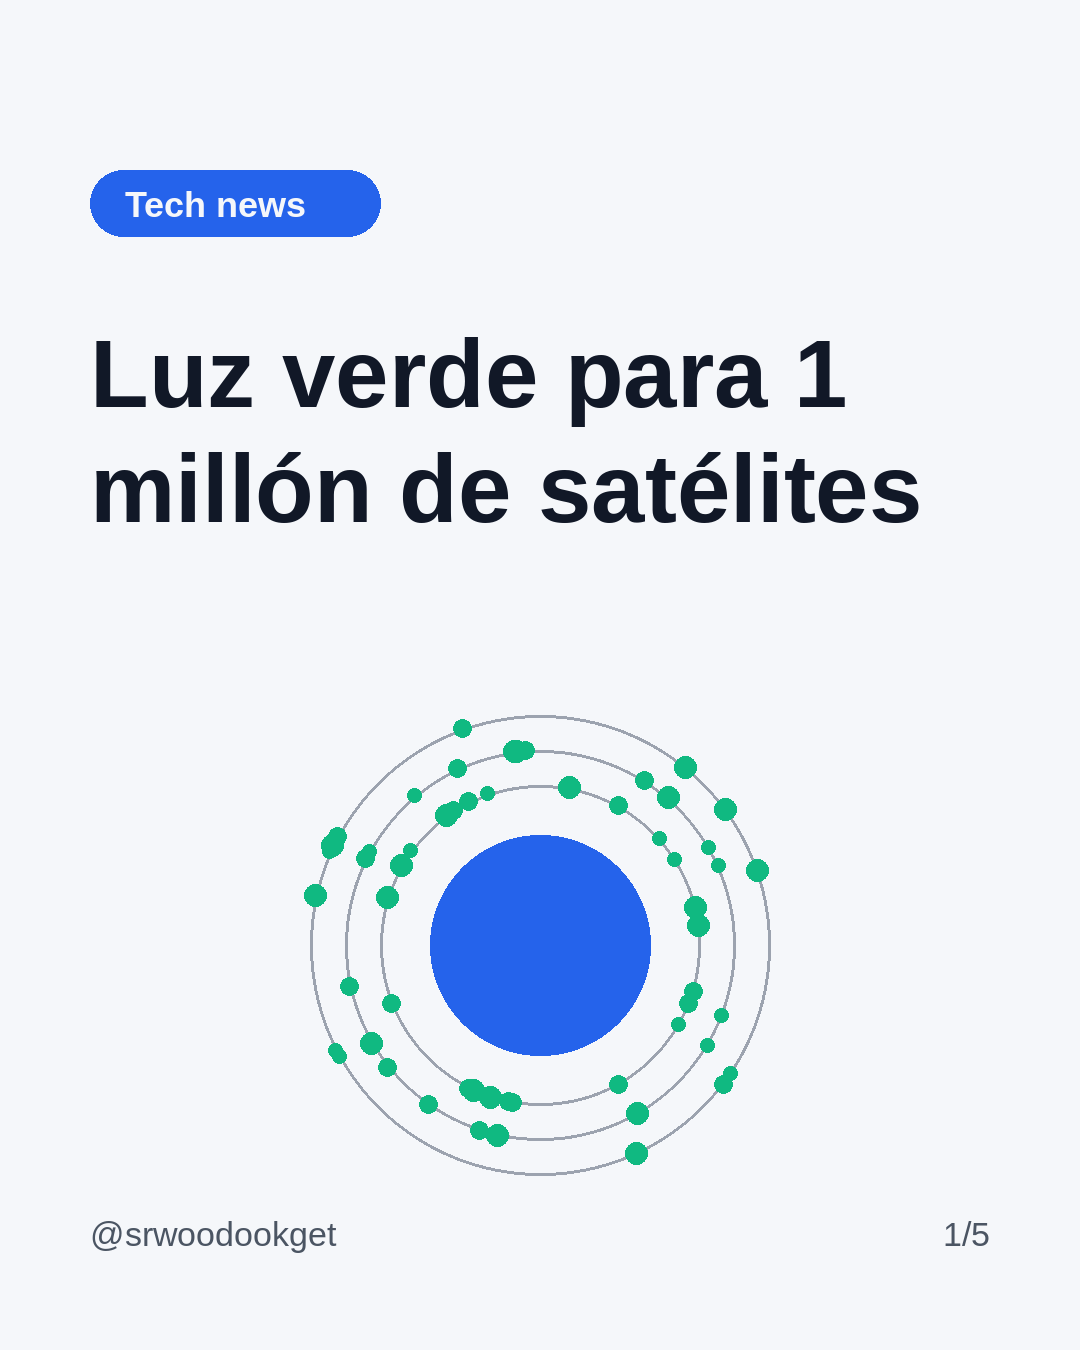 Tech news
Luz verde para 1
millón de satélites
@srwoodookget
1/5